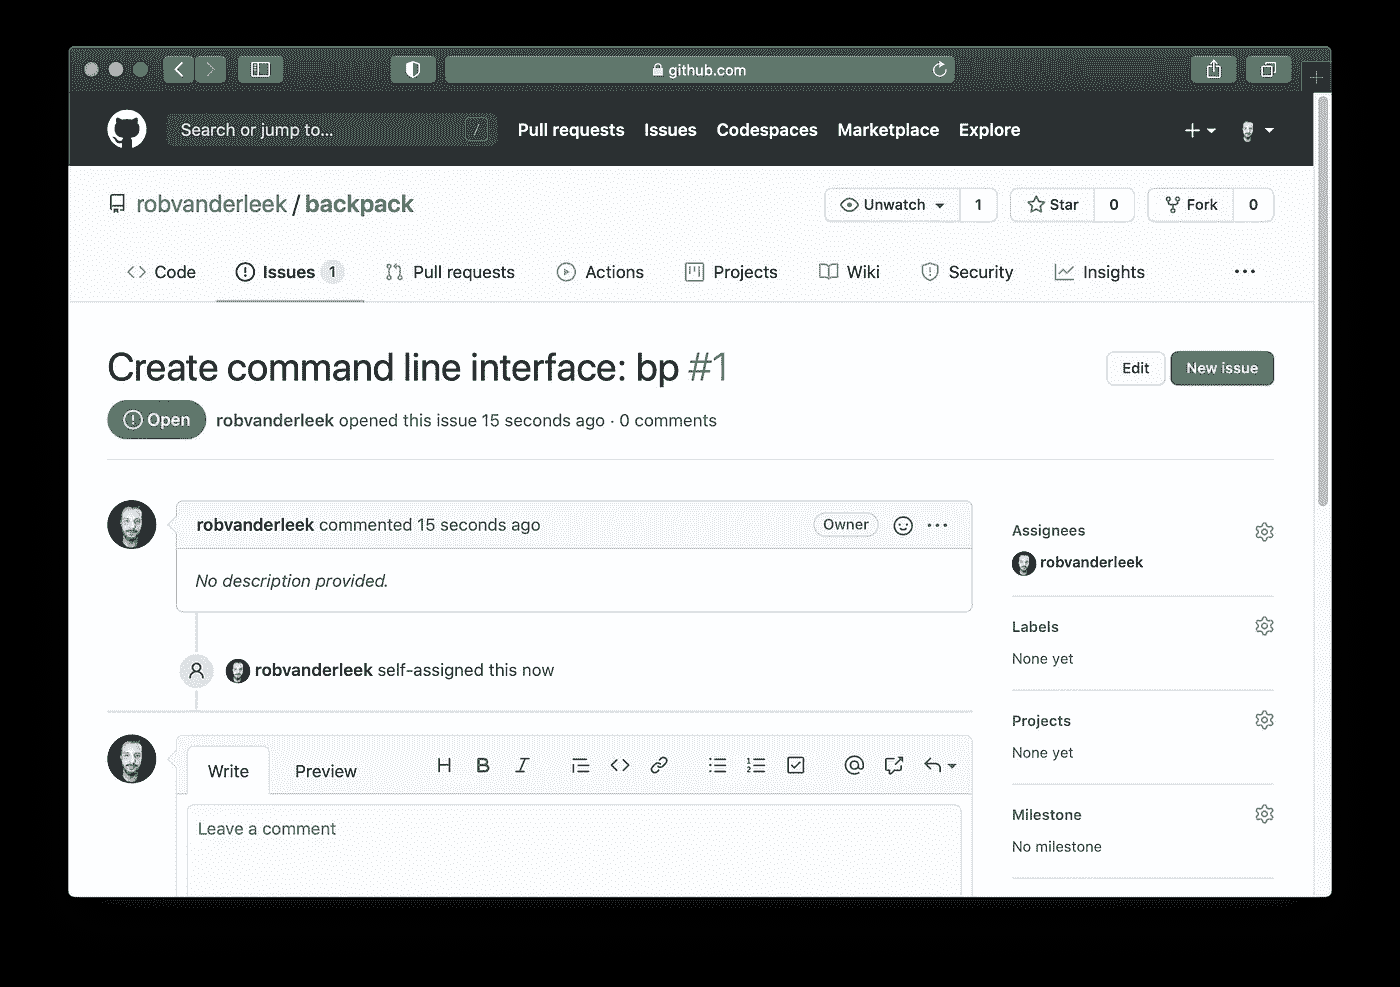 github.com
Search or jump to... /
Pull requests Issues Codespaces Marketplace Explore
robvanderleek / backpack
Unwatch 1 Star 0 Fork 0
Code Issues 1 Pull requests Actions Projects Wiki Security Insights
Create command line interface: bp #1
Edit New issue
Open robvanderleek opened this issue 15 seconds ago · 0 comments
robvanderleek commented 15 seconds ago
Owner
No description provided.
robvanderleek self-assigned this now
Write Preview
Leave a comment
Assignees
robvanderleek
Labels
None yet
Projects
None yet
Milestone
No milestone